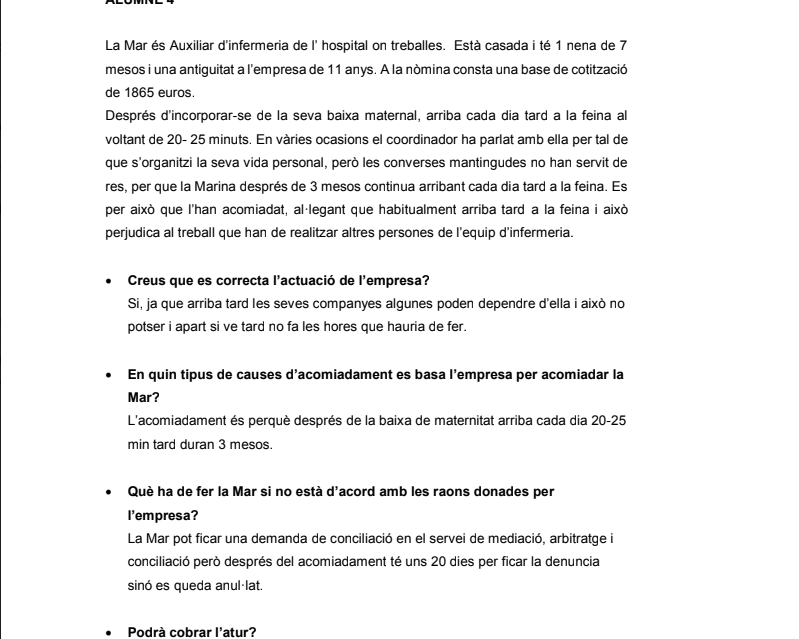 ALUMNE 4
La Mar és Auxiliar d'infermeria de l' hospital on treballes. Està casada i té 1 nena de 7
mesos i una antiguitat a l'empresa de 11 anys. A la nòmina consta una base de cotització
de 1865 euros.
Després d'incorporar-se de la seva baixa maternal, arriba cada dia tard a la feina al
voltant de 20- 25 minuts. En vàries ocasions el coordinador ha parlat amb ella per tal de
que s'organitzi la seva vida personal, però les converses mantingudes no han servit de
res, per que la Marina després de 3 mesos continua arribant cada dia tard a la feina. Es
per això que l'han acomiadat, al·legant que habitualment arriba tard a la feina i això
perjudica al treball que han de realitzar altres persones de l'equip d'infermeria.
• Creus que es correcta l'actuació de l'empresa?
Si, ja que arriba tard les seves companyes algunes poden dependre d'ella i això no
potser i apart si ve tard no fa les hores que hauria de fer.
• En quin tipus de causes d'acomiadament es basa l'empresa per acomiadar la
Mar?
L'acomiadament és perquè després de la baixa de maternitat arriba cada dia 20-25
min tard duran 3 mesos.
• Què ha de fer la Mar si no està d'acord amb les raons donades per
l'empresa?
La Mar pot ficar una demanda de conciliació en el servei de mediació, arbitratge i
conciliació però després del acomiadament té uns 20 dies per ficar la denuncia
sinó es queda anul·lat.
• Podrà cobrar l'atur?